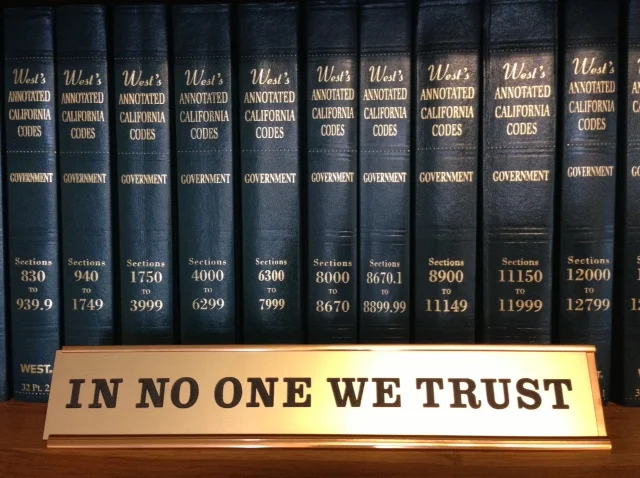 West's
ANNOTATED
CALIFORNIA
CODES
GOVERNMENT
Sections
830
TO
939.9
WEST
32 Pt. 2
West's
ANNOTATED
CALIFORNIA
CODES
GOVERNMENT
Sections
940
TO
1749
West's
ANNOTATED
CALIFORNIA
CODES
GOVERNMENT
Sections
1750
TO
3999
West's
ANNOTATED
CALIFORNIA
CODES
GOVERNMENT
Sections
4000
TO
6299
West's
ANNOTATED
CALIFORNIA
CODES
GOVERNMENT
Sections
6300
TO
7999
West's
ANNOTATED
CALIFORNIA
CODES
GOVERNMENT
Sections
8000
TO
8670
West's
ANNOTATED
CALIFORNIA
CODES
GOVERNMENT
Sections
8670.1
TO
8899.99
West's
ANNOTATED
CALIFORNIA
CODES
GOVERNMENT
Sections
8900
TO
11149
West's
ANNOTATED
CALIFORNIA
CODES
GOVERNMENT
Sections
11150
TO
11999
West's
ANNOTATED
CALIFORNIA
CODES
GOVERNMENT
Sections
12000
TO
12799
IN NO ONE WE TRUST